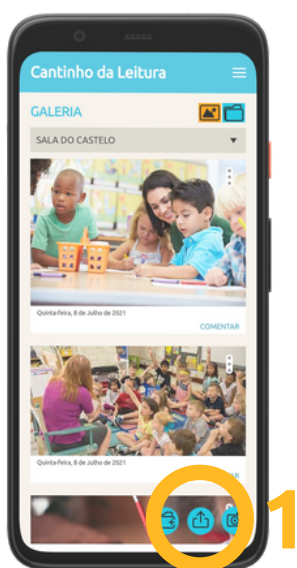 Cantinho da Leitura
GALERIA
SALA DO CASTELO
Quinta-feira, 8 de Julho de 2021
COMENTAR
Quinta-feira, 8 de Julho de 2021
AR
1